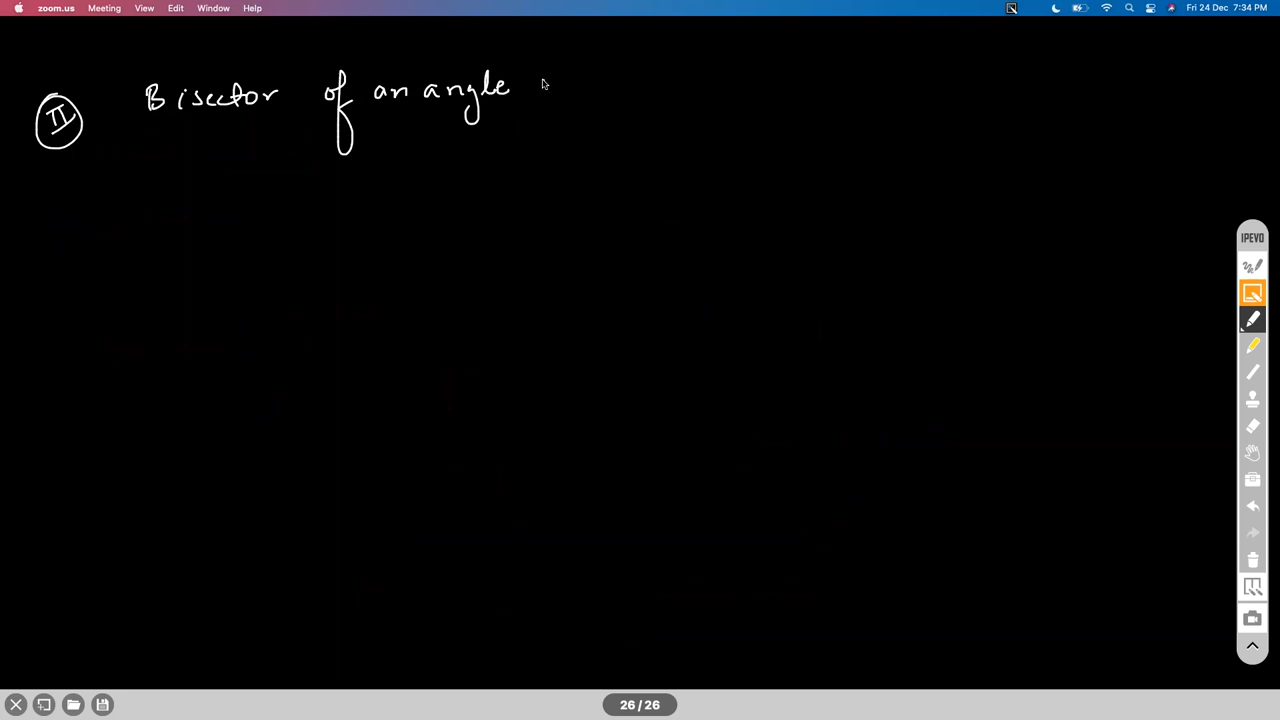 zoom.us Meeting View Edit Window Help Fri 24 Dec 7:34 PM
II Bisector of an angle
IPEVO
26 / 26